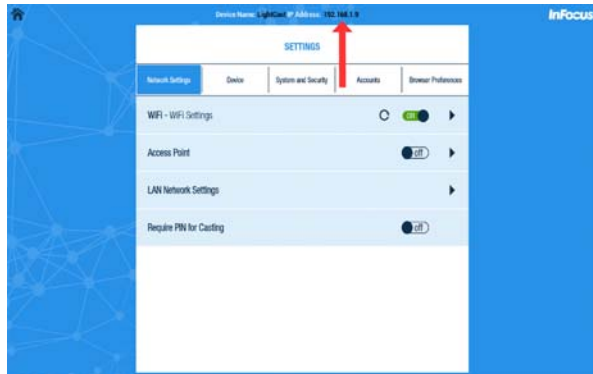 Device Name: LightCast IP Address: 192.168.1.9
InFocus
SETTINGS
Network Settings
Device
System and Security
Accounts
Browser Preferences
WiFi - WiFi Settings
ON
Access Point
off
LAN Network Settings
Require PIN for Casting
off